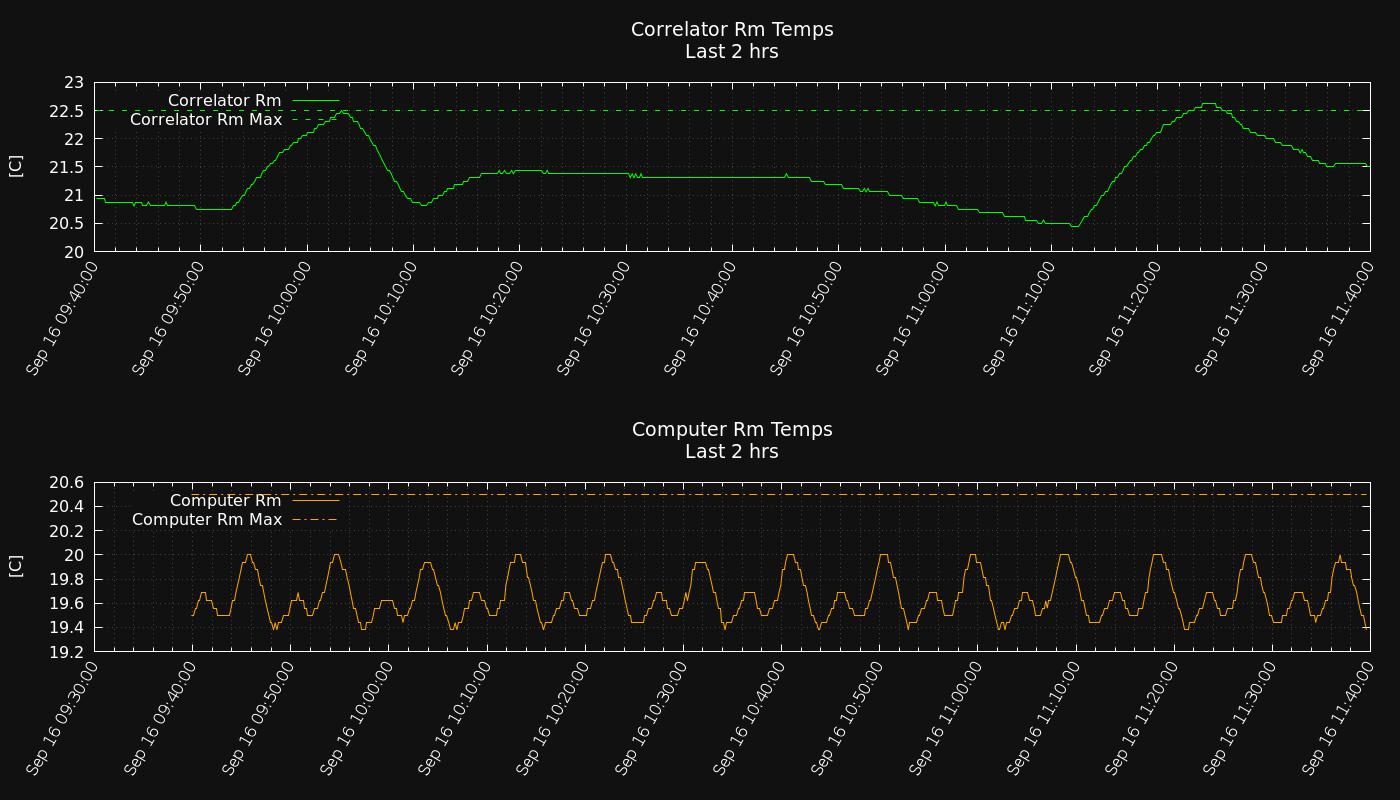 Correlator Rm Temps
Last 2 hrs
23
22.5
22
21.5
21
20.5
20
[C]
Correlator Rm
Correlator Rm Max
Sep 16 09:40:00
Sep 16 09:50:00
Sep 16 10:00:00
Sep 16 10:10:00
Sep 16 10:20:00
Sep 16 10:30:00
Sep 16 10:40:00
Sep 16 10:50:00
Sep 16 11:00:00
Sep 16 11:10:00
Sep 16 11:20:00
Sep 16 11:30:00
Sep 16 11:40:00
Computer Rm Temps
Last 2 hrs
20.6
20.4
20.2
20
19.8
19.6
19.4
19.2
[C]
Computer Rm
Computer Rm Max
Sep 16 09:30:00
Sep 16 09:40:00
Sep 16 09:50:00
Sep 16 10:00:00
Sep 16 10:10:00
Sep 16 10:20:00
Sep 16 10:30:00
Sep 16 10:40:00
Sep 16 10:50:00
Sep 16 11:00:00
Sep 16 11:10:00
Sep 16 11:20:00
Sep 16 11:30:00
Sep 16 11:40:00